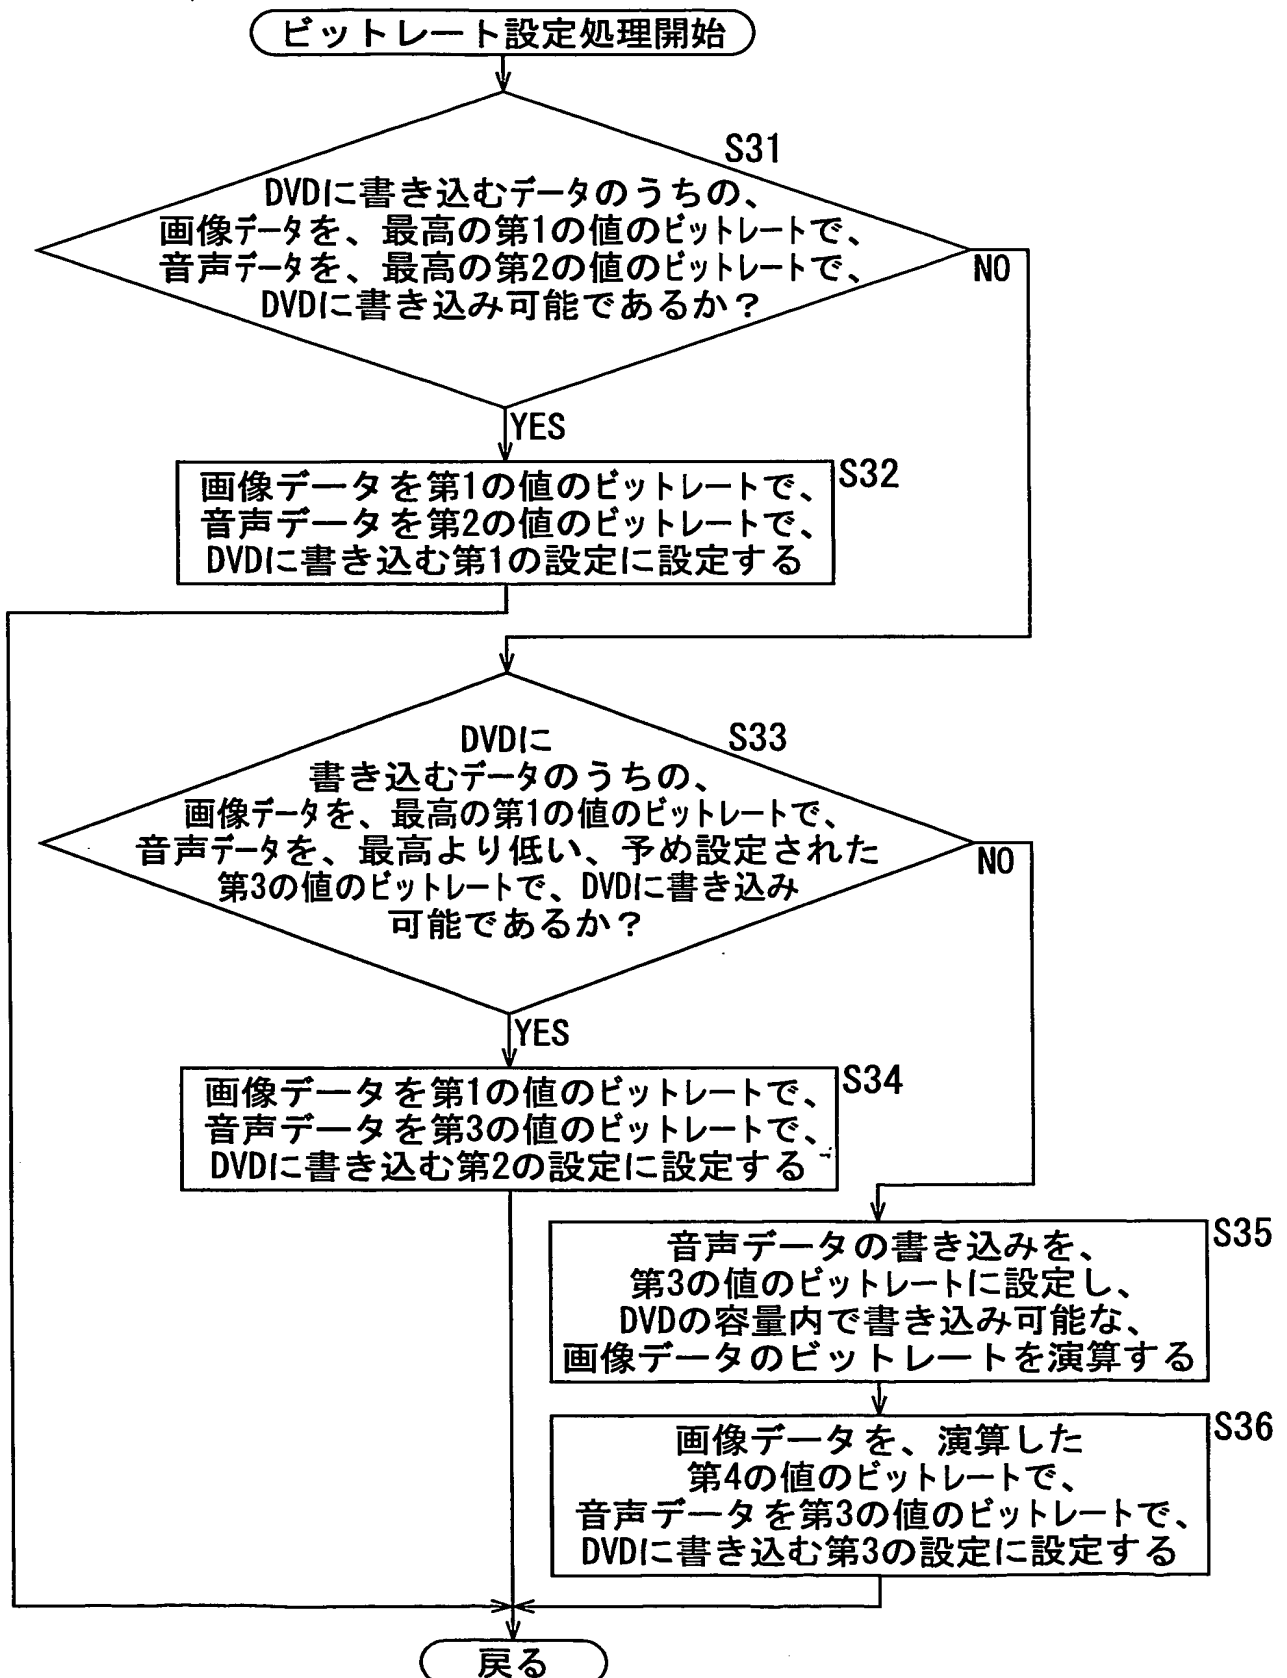 ビットレート設定処理開始
S31
DVDに書き込むデータのうちの、
画像データを、最高の第1の値のビットレートで、
音声データを、最高の第2の値のビットレートで、
DVDに書き込み可能であるか？
NO
YES
S32
画像データを第1の値のビットレートで、
音声データを第2の値のビットレートで、
DVDに書き込む第1の設定に設定する
S33
DVDに
書き込むデータのうちの、
画像データを、最高の第1の値のビットレートで、
音声データを、最高より低い、予め設定された
第3の値のビットレートで、DVDに書き込み
可能であるか？
NO
YES
S34
画像データを第1の値のビットレートで、
音声データを第3の値のビットレートで、
DVDに書き込む第2の設定に設定する
S35
音声データの書き込みを、
第3の値のビットレートに設定し、
DVDの容量内で書き込み可能な、
画像データのビットレートを演算する
S36
画像データを、演算した
第4の値のビットレートで、
音声データを第3の値のビットレートで、
DVDに書き込む第3の設定に設定する
戻る